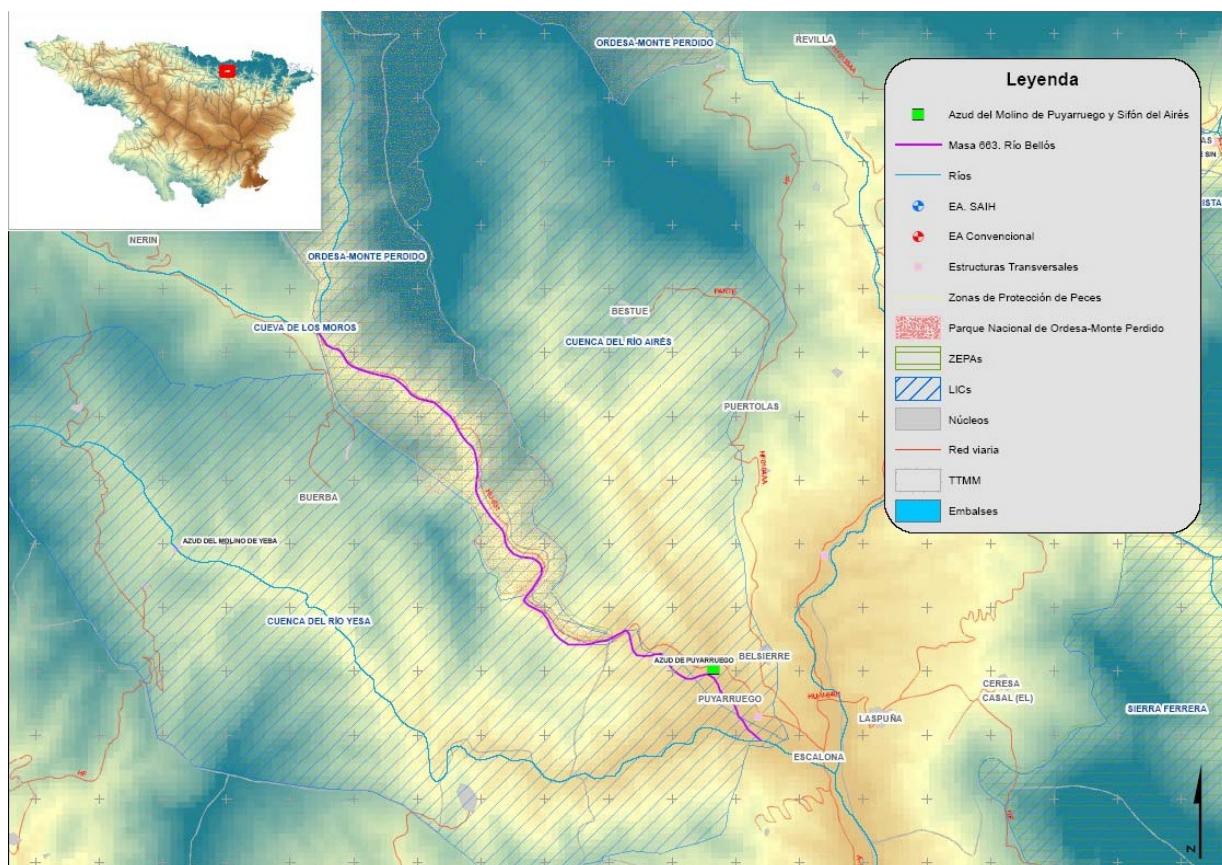 ORDESA-MONTE PERDIDO
REVILLA
Leyenda
Azud del Molino de Puyarruego y Sifón del Airés
Masa 663. Río Bellós
Ríos
EA. SAIH
EA Convencional
Estructuras Transversales
Zonas de Protección de Peces
Parque Nacional de Ordesa-Monte Perdido
ZEPAs
LICs
Núcleos
Red viaria
TTMM
Embalses
NERIN
ORDESA-MONTE PERDIDO
PARTE
BESTUE
CUEVA DE LOS MOROS
CUENCA DEL RÍO AIRÉS
PUERTOLAS
BUERBA
AZUD DEL MOLINO DE YEBA
CUENCA DEL RÍO YESA
AZUD DE PUYARRUEGO
BELSIERRE
PUYARRUEGO
CERESA
CASAL (EL)
LASPUÑA
SIERRA FERRERA
ESCALONA
HF
N